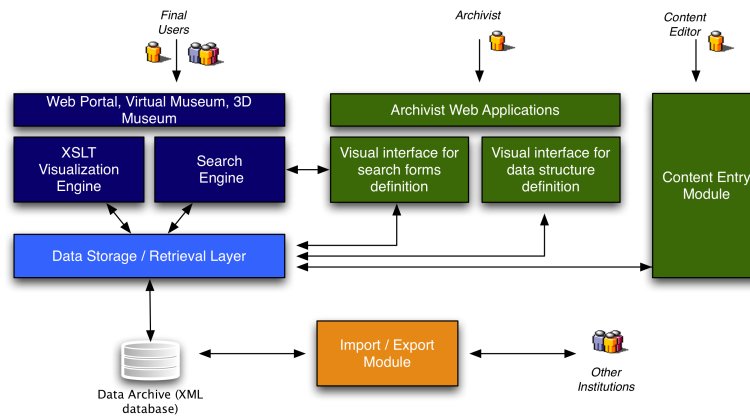 Final
Users
Archivist
Content
Editor
Web Portal, Virtual Museum, 3D
Museum
Archivist Web Applications
XSLT
Visualization
Engine
Search
Engine
Visual interface for
search forms
definition
Visual interface for
data structure
definition
Content Entry
Module
Data Storage / Retrieval Layer
Import / Export
Module
Data Archive (XML
database)
Other
Institutions